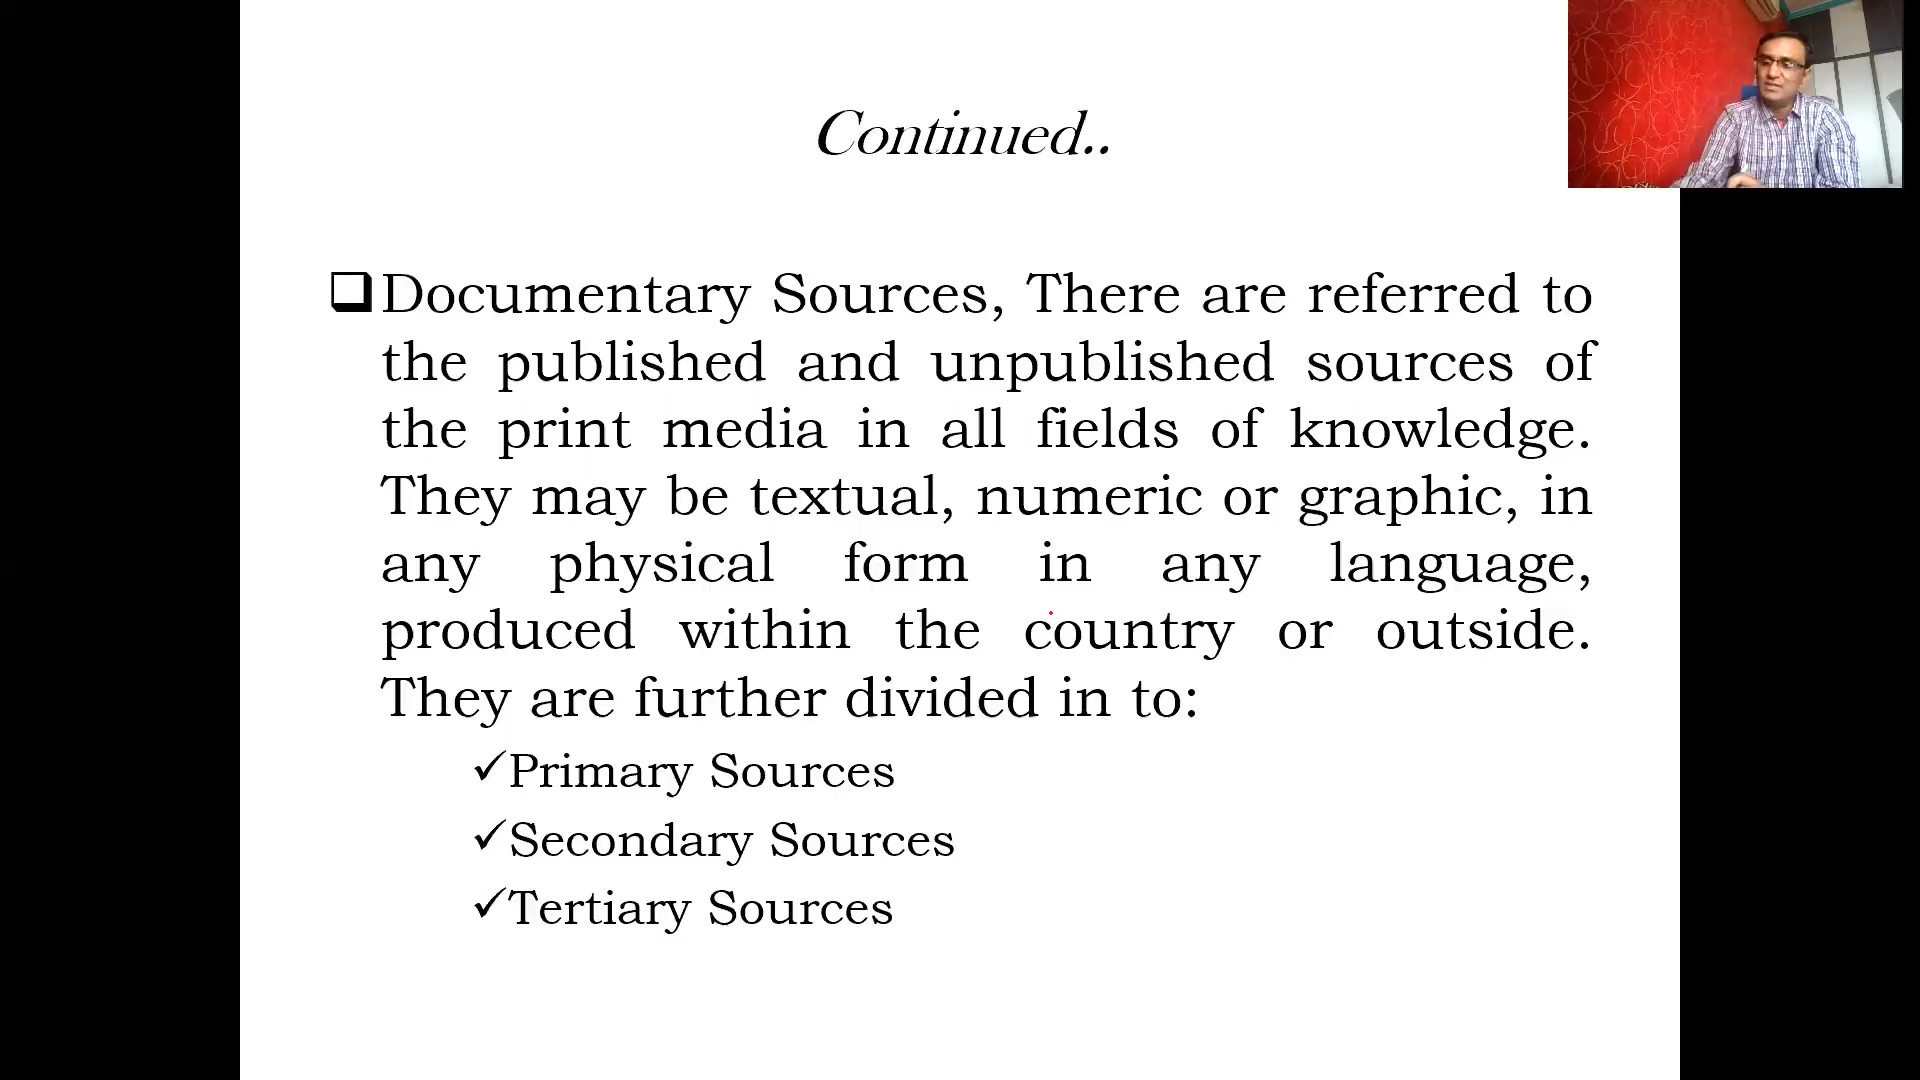 Continued..
Documentary Sources, There are referred to
the published and unpublished sources of
the print media in all fields of knowledge.
They may be textual, numeric or graphic, in
any physical form in any language,
produced within the country or outside.
They are further divided in to:
✓Primary Sources
✓Secondary Sources
✓Tertiary Sources